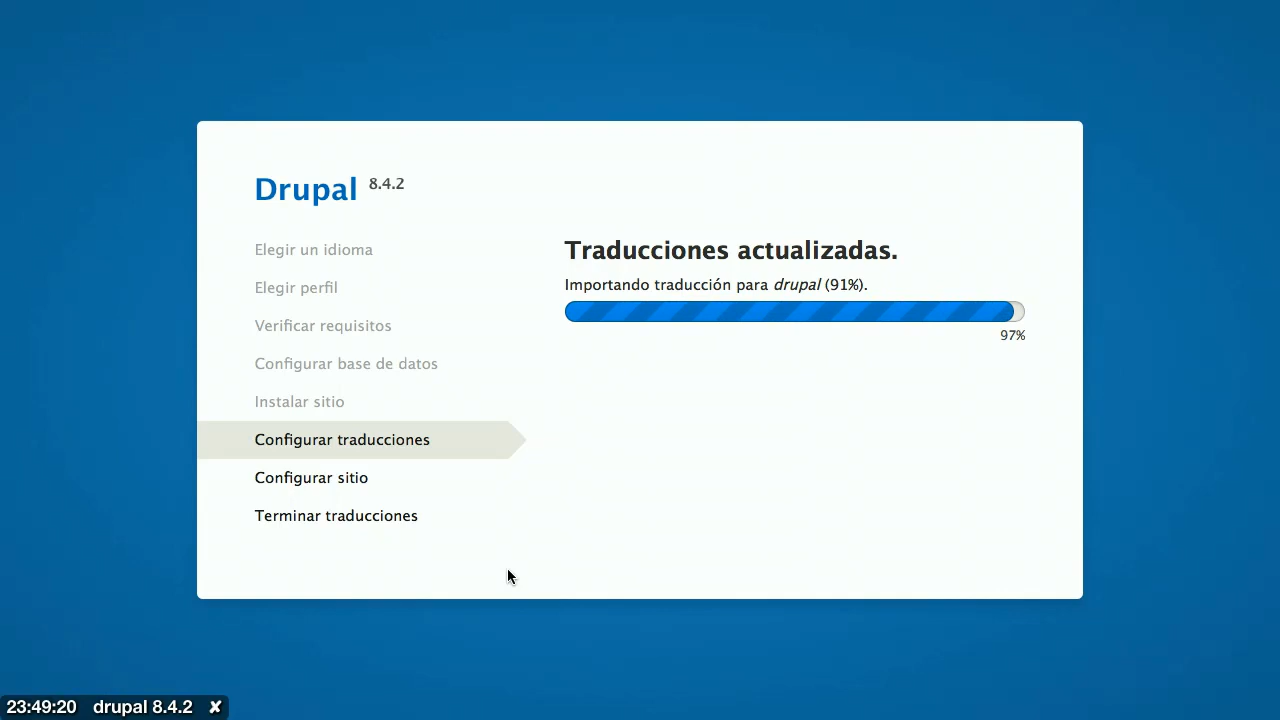 Drupal 8.4.2
Elegir un idioma
Elegir perfil
Verificar requisitos
Configurar base de datos
Instalar sitio
Configurar traducciones
Configurar sitio
Terminar traducciones
Traducciones actualizadas.
Importando traducción para drupal (91%).
97%
23:49:20 drupal 8.4.2 ✘